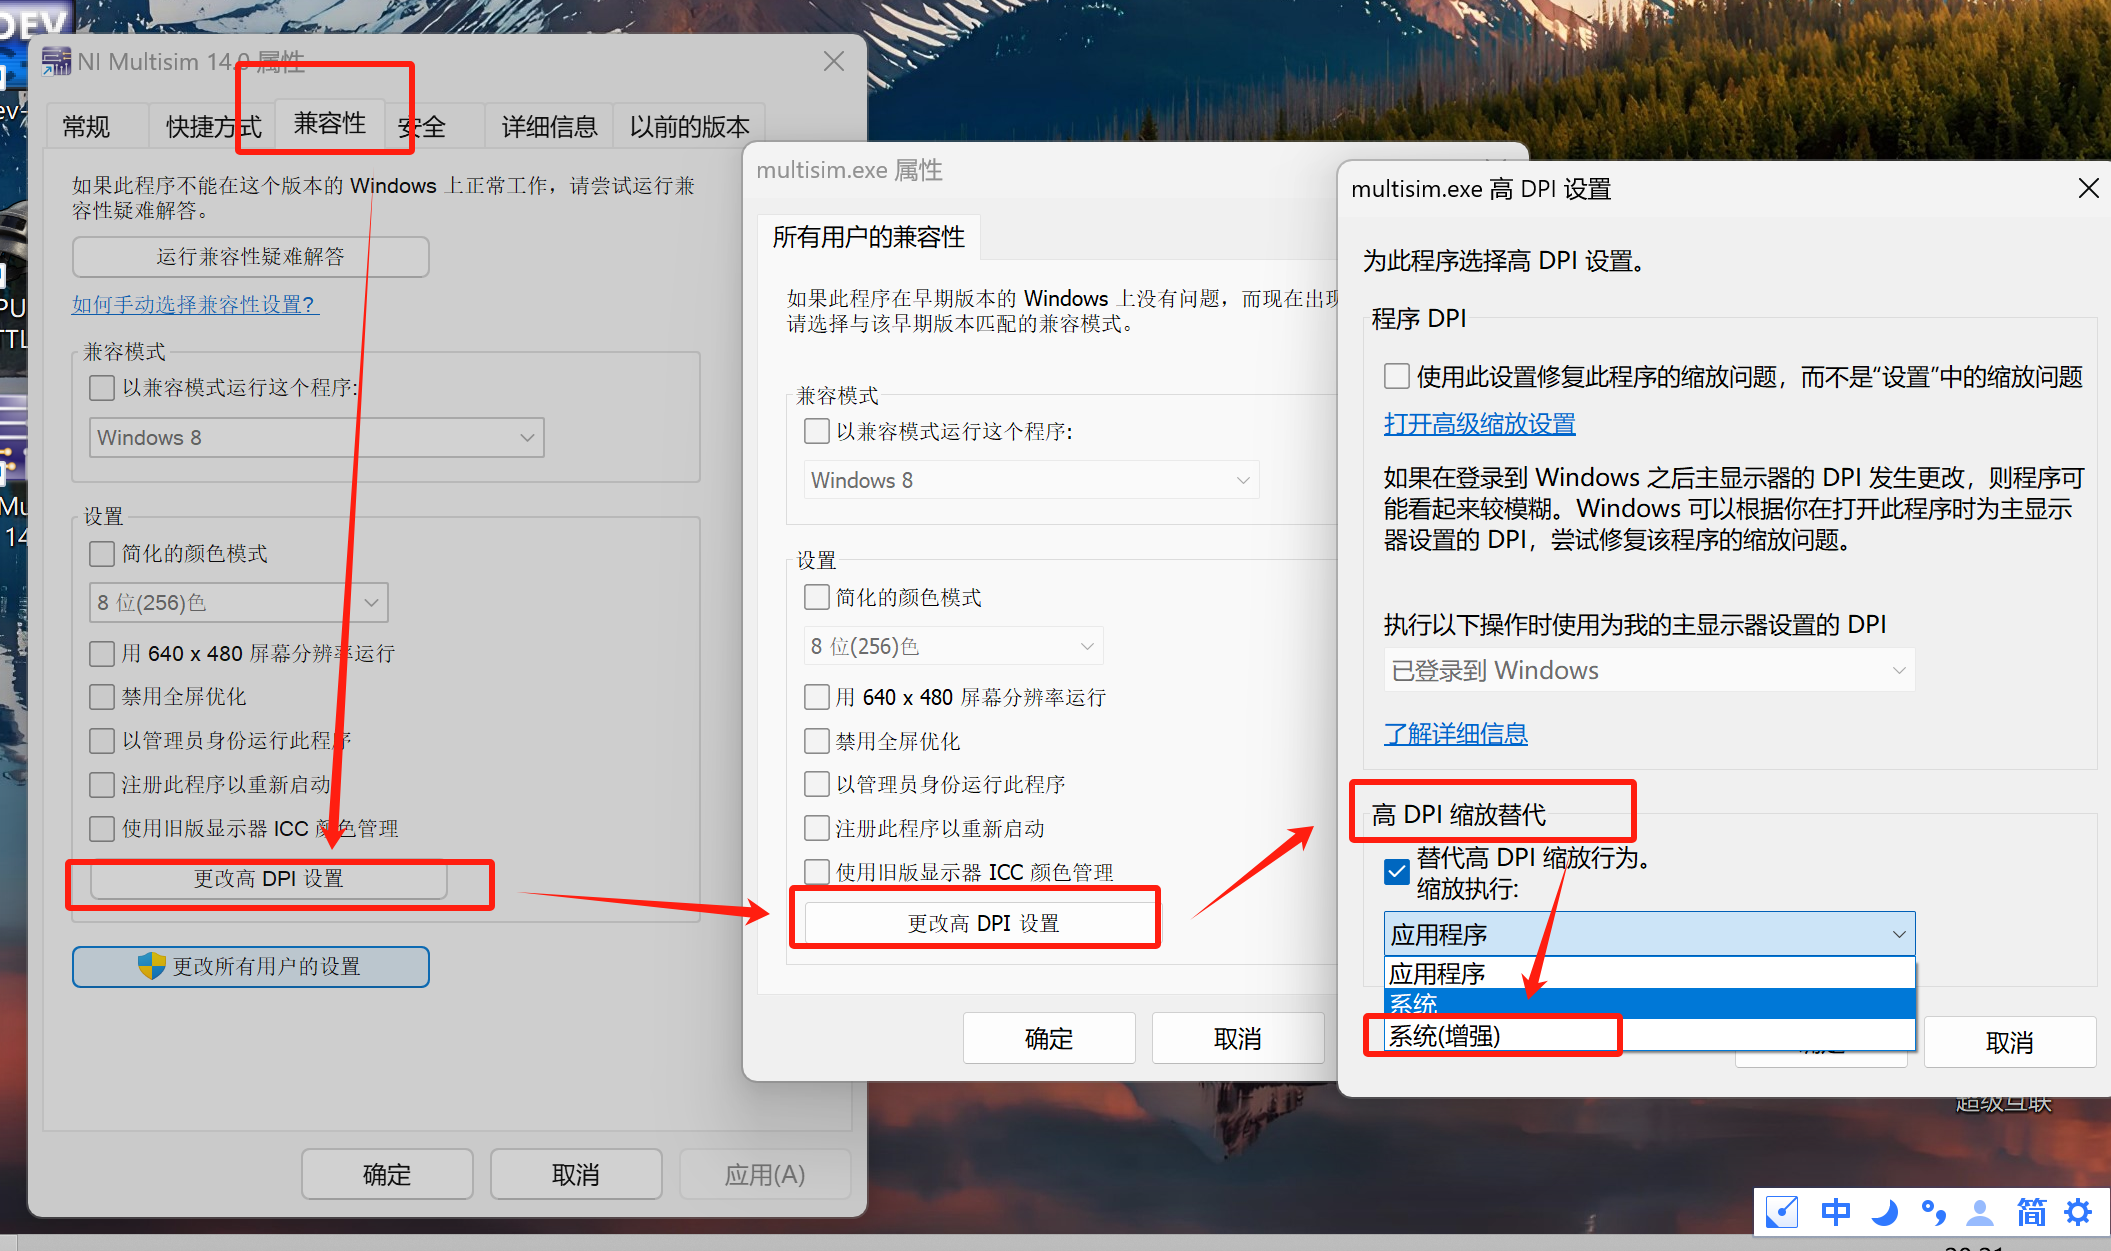 DEV
NI Multisim 14.0 属性
常规
快捷方式
兼容性
安全
详细信息
以前的版本
如果此程序不能在这个版本的 Windows 上正常工作，请尝试运行兼
容性疑难解答。
运行兼容性疑难解答
如何手动选择兼容性设置?
兼容模式
以兼容模式运行这个程序:
Windows 8
设置
简化的颜色模式
8 位(256)色
用 640 x 480 屏幕分辨率运行
禁用全屏优化
以管理员身份运行此程序
注册此程序以重新启动
使用旧版显示器 ICC 颜色管理
更改高 DPI 设置
更改所有用户的设置
确定
取消
应用(A)
multisim.exe 属性
所有用户的兼容性
如果此程序在早期版本的 Windows 上没有问题，而现在出现
请选择与该早期版本匹配的兼容模式。
兼容模式
以兼容模式运行这个程序:
Windows 8
设置
简化的颜色模式
8 位(256)色
用 640 x 480 屏幕分辨率运行
禁用全屏优化
以管理员身份运行此程序
注册此程序以重新启动
使用旧版显示器 ICC 颜色管理
更改高 DPI 设置
确定
取消
multisim.exe 高 DPI 设置
为此程序选择高 DPI 设置。
程序 DPI
使用此设置修复此程序的缩放问题，而不是“设置”中的缩放问题
打开高级缩放设置
如果在登录到 Windows 之后主显示器的 DPI 发生更改，则程序可
能看起来较模糊。Windows 可以根据你在打开此程序时为主显示
器设置的 DPI，尝试修复该程序的缩放问题。
执行以下操作时使用为我的主显示器设置的 DPI
已登录到 Windows
了解详细信息
高 DPI 缩放替代
替代高 DPI 缩放行为。
缩放执行:
应用程序
应用程序
系统
系统(增强)
取消
超级互联
中
简